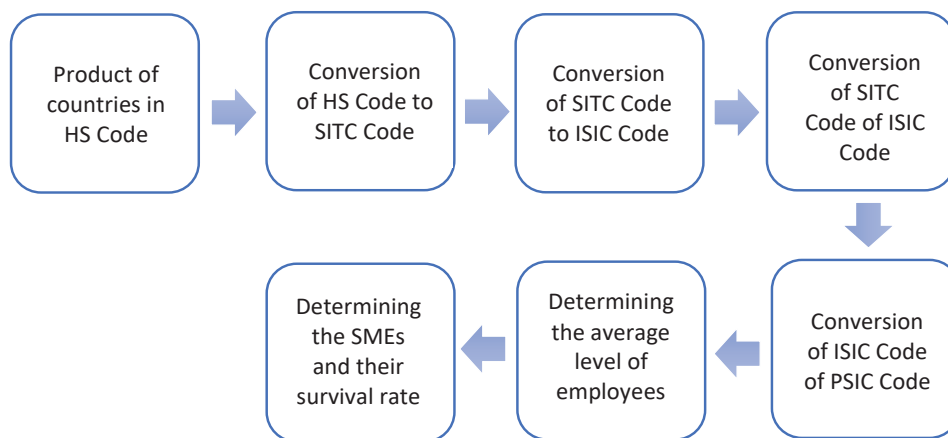 Product of
countries in
HS Code
Conversion
of HS Code to
SITC Code
Conversion
of SITC Code
to ISIC Code
Conversion
of SITC
Code of ISIC
Code
Conversion
of ISIC Code
of PSIC Code
Determining
the average
level of
employees
Determining
the SMEs
and their
survival rate